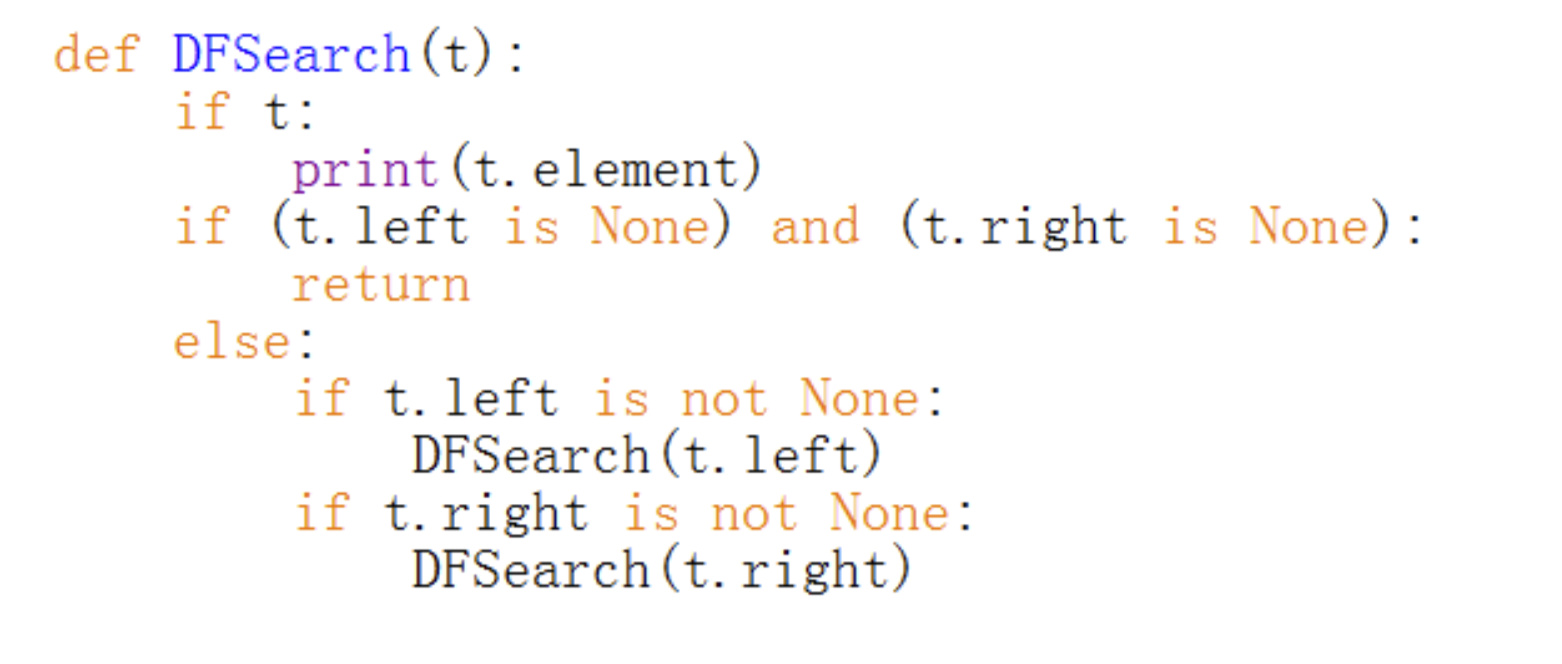 def DFSearch(t):
    if t:
        print(t.element)
    if (t.left is None) and (t.right is None):
        return
    else:
        if t.left is not None:
            DFSearch(t.left)
        if t.right is not None:
            DFSearch(t.right)